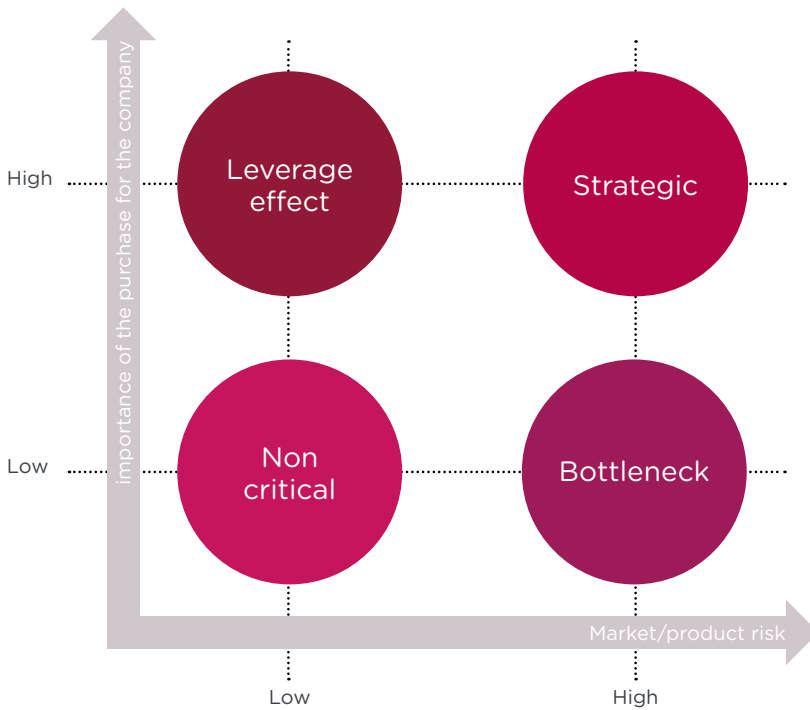 importance of the purchase for the company
High
Leverage
effect
Strategic
Low
Non
critical
Bottleneck
Market/product risk
Low
High